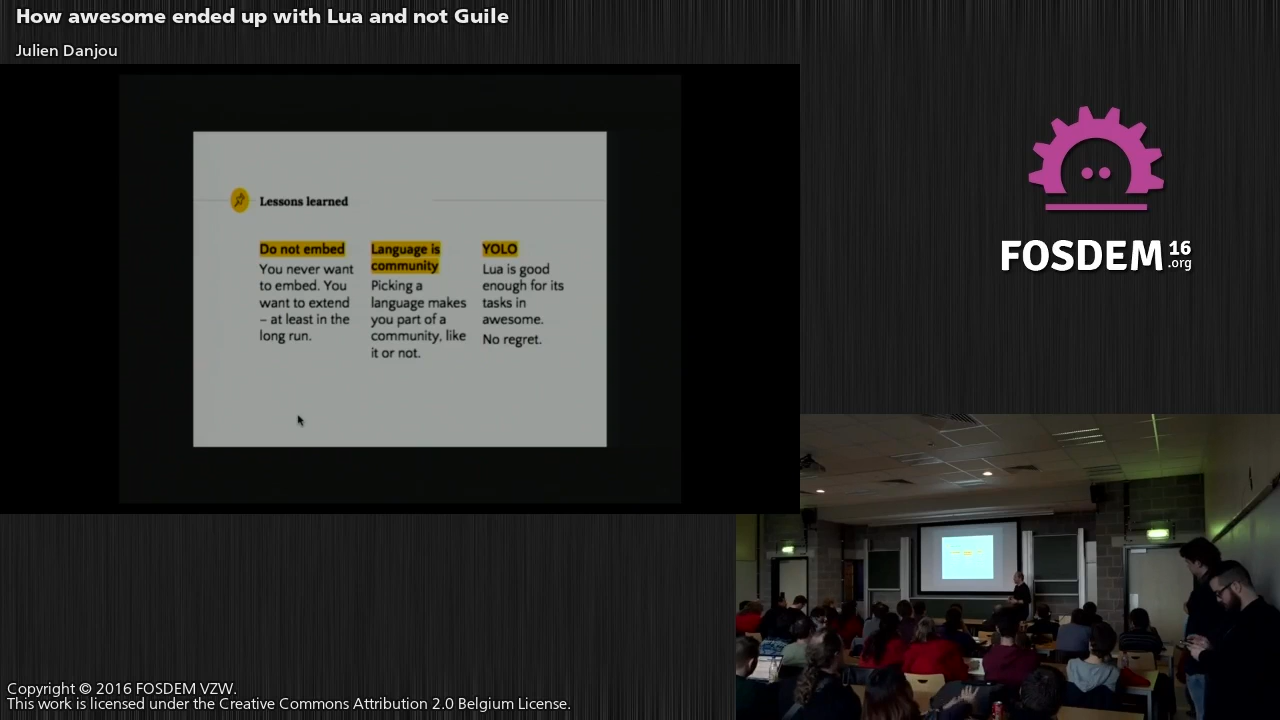 How awesome ended up with Lua and not Guile
Julien Danjou
Lessons learned
Do not embed
You never want
to embed. You
want to extend
– at least in the
long run.
Language is
community
Picking a
language makes
you part of a
community, like
it or not.
YOLO
Lua is good
enough for its
tasks in
awesome.
No regret.
FOSDEM 16
.org
Copyright © 2016 FOSDEM VZW.
This work is licensed under the Creative Commons Attribution 2.0 Belgium License.